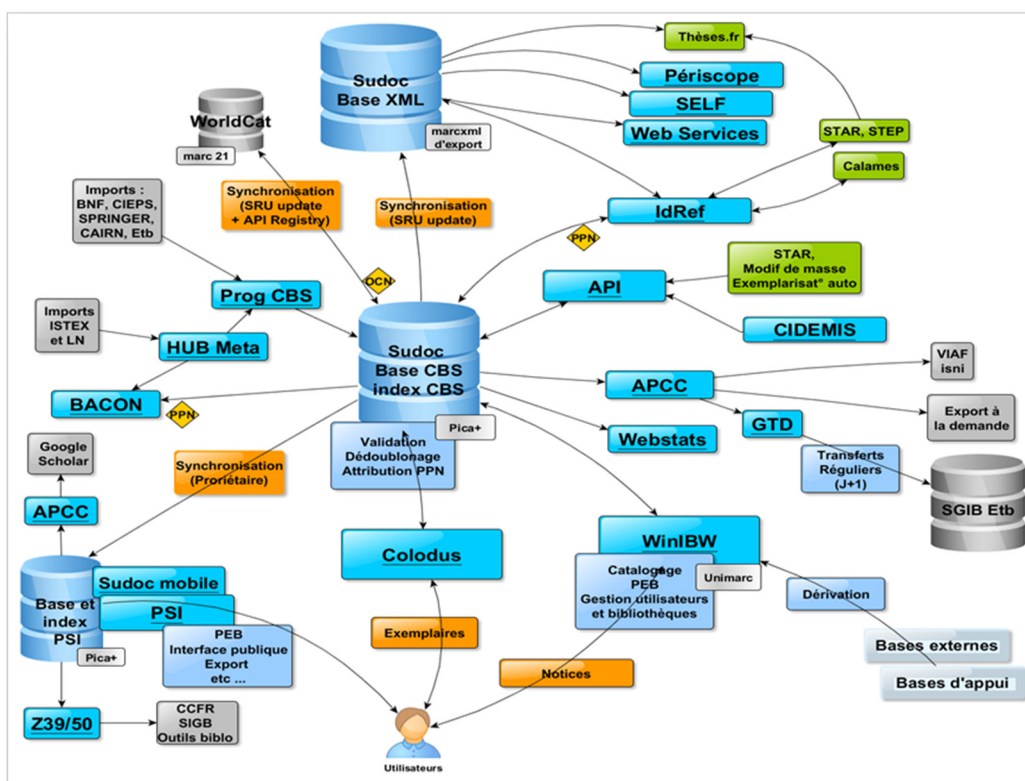 Thèses.fr
Sudoc
Base XML
marcxml
d'export
Périscope
SELF
Web Services
WorldCat
marc 21
STAR, STEP
Calames
Imports :
BNF, CIEPS,
SPRINGER,
CAIRN, Etb
Synchronisation
(SRU update
+ API Registry)
Synchronisation
(SRU update)
IdRef
PPN
STAR,
Modif de masse
Exemplarisat° auto
OCN
Prog CBS
API
Imports
ISTEX
et LN
HUB Meta
CIDEMIS
Sudoc
Base CBS
index CBS
Pica+
VIAF
isni
BACON
PPN
APCC
Export à
la demande
GTD
Webstats
Validation
Dédoublonage
Attribution PPN
Google
Scholar
Synchronisation
(Proriétaire)
Transferts
Réguliers
(J+1)
SGIB Etb
APCC
Colodus
WinIBW
Catalogage
PEB
Gestion utilisateurs
et bibliothèques
Unimarc
Dérivation
Sudoc mobile
PSI
Base et
index
PSI
Pica+
PEB
Interface publique
Export
etc ...
Exemplaires
Bases externes
Bases d'appui
Notices
Z39/50
CCFR
SIGB
Outils biblo
Utilisateurs